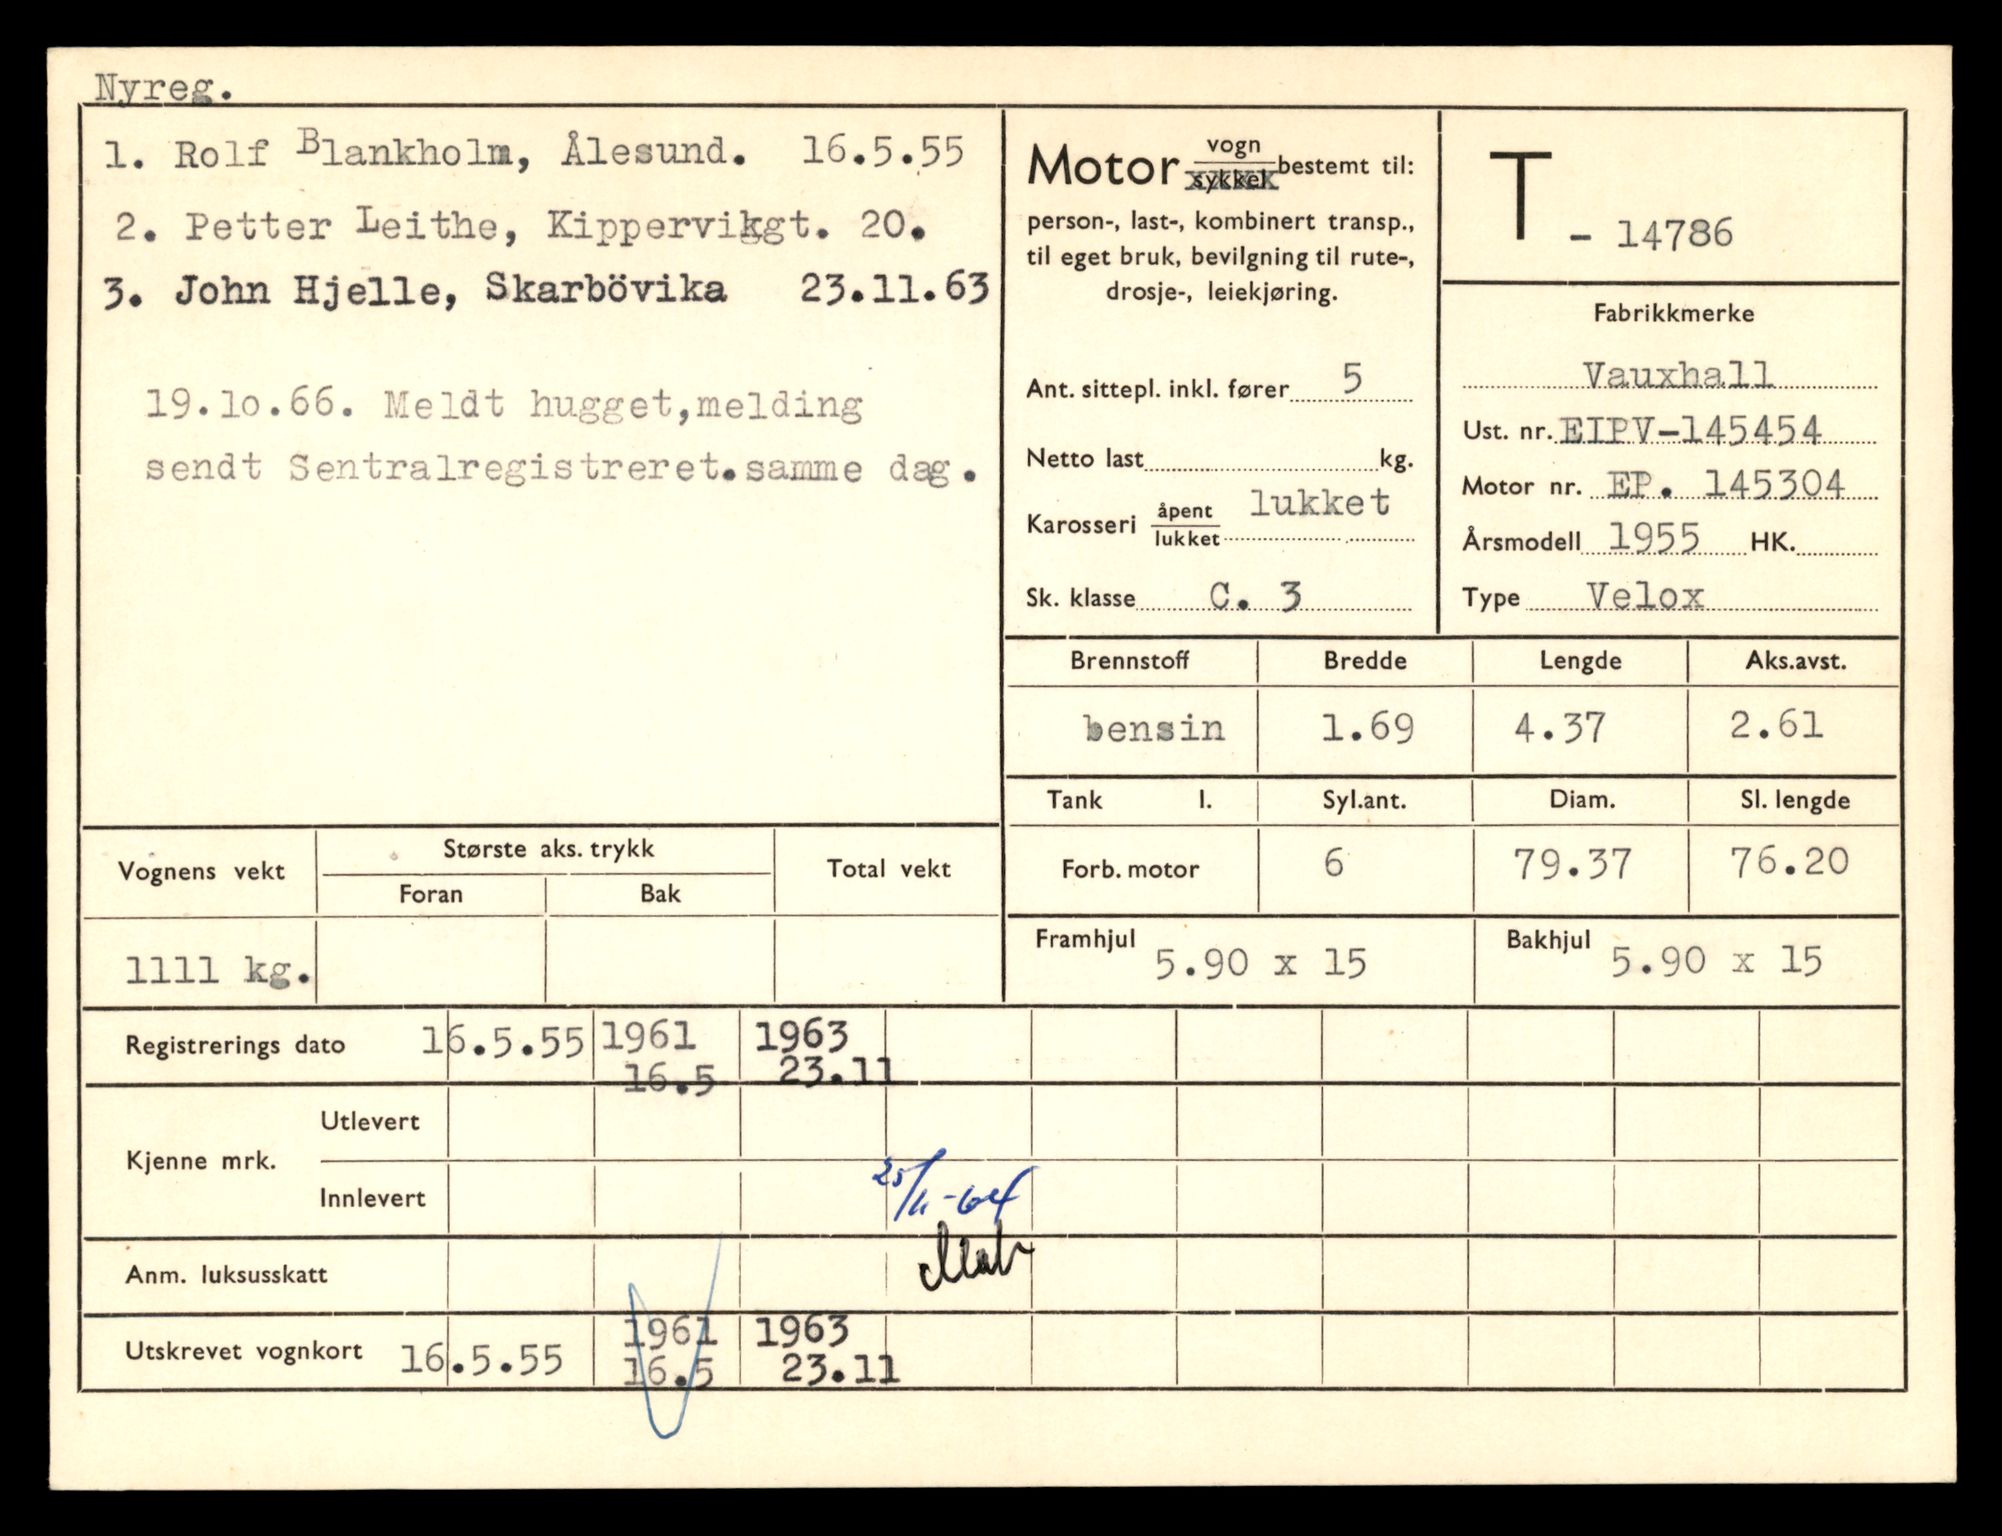 Nyreg.
1. Rolf Blankholm, Ålesund. 16.5.55
2. Petter Leithe, Kippervikgt. 20.
3. John Hjelle, Skarbövika 23.11.63
19.10.66. Meldt hugget,melding
sendt Sentralregistreret.samme dag.
Motor vogn sykkel bestemt til:
person-, last-, kombinert transp.,
til eget bruk, bevilgning til rute-,
drosje-, leiekjøring.
Ant. sittepl. inkl. fører 5
Netto last kg.
Karosseri åpent lukket lukket
Sk. klasse C. 3
T - 14786
Fabrikkmerke
Vauxhall
Ust. nr. EIPV-145454
Motor nr. EP. 145304
Årsmodell 1955 HK.
Type Velox
Brennstoff Bredde Lengde Aks.avst.
bensin 1.69 4.37 2.61
Tank l. Syl.ant. Diam. Sl. lengde
Forb. motor 6 79.37 76.20
Framhjul 5.90 x 15 Bakhjul 5.90 x 15
Vognens vekt Største aks. trykk Total vekt
Foran Bak
1111 kg.
Registrerings dato 16.5.55 1961 1963
16.5 23.11
Kjenne mrk. Utlevert
Innlevert 25/11-64
Anm. luksusskatt
Utskrevet vognkort 16.5.55 1961 1963
16.5 23.11